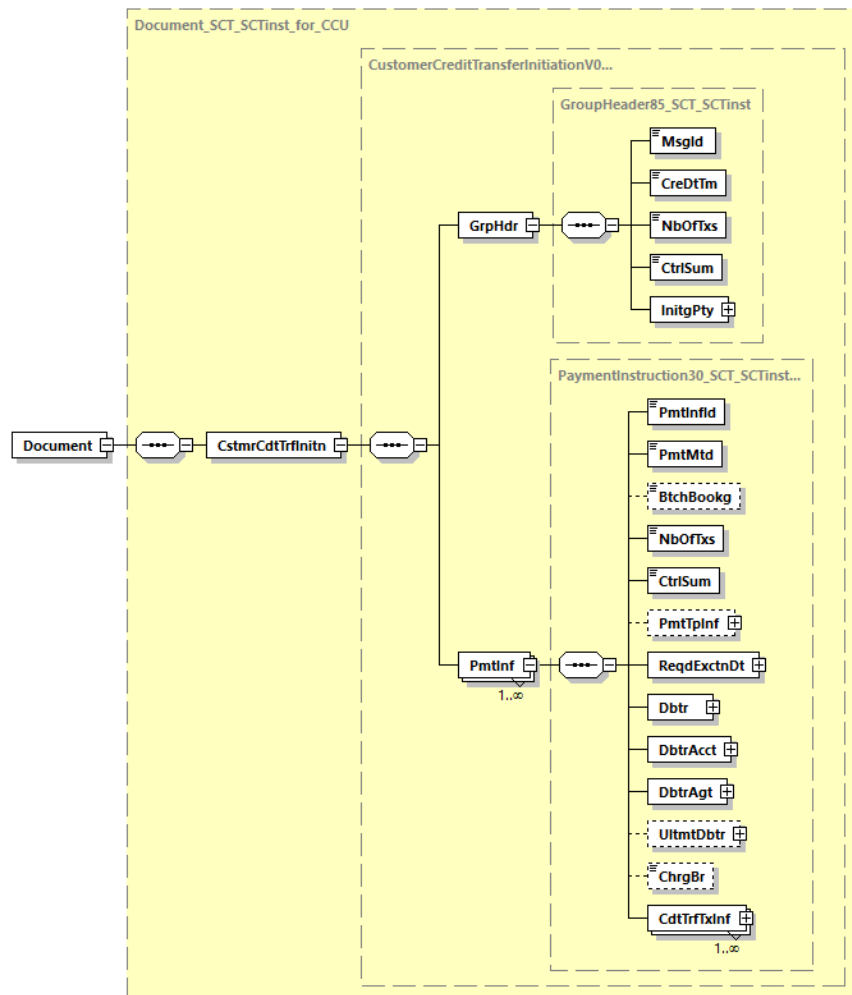 Document_SCT_SCTinst_for_CCU
CustomerCreditTransferInitiationV0...
GroupHeader85_SCT_SCTinst
MsgId
CreDtTm
GrpHdr
NbOfTxs
CtrlSum
InitgPty
PaymentInstruction30_SCT_SCTinst...
PmtInfId
Document
CstmrCdtTrfInitn
PmtMtd
BtchBookg
NbOfTxs
CtrlSum
PmtTpInf
PmtInf
1..∞
ReqdExctnDt
Dbtr
DbtrAcct
DbtrAgt
UltmtDbtr
ChrgBr
CdtTrfTxInf
1..∞